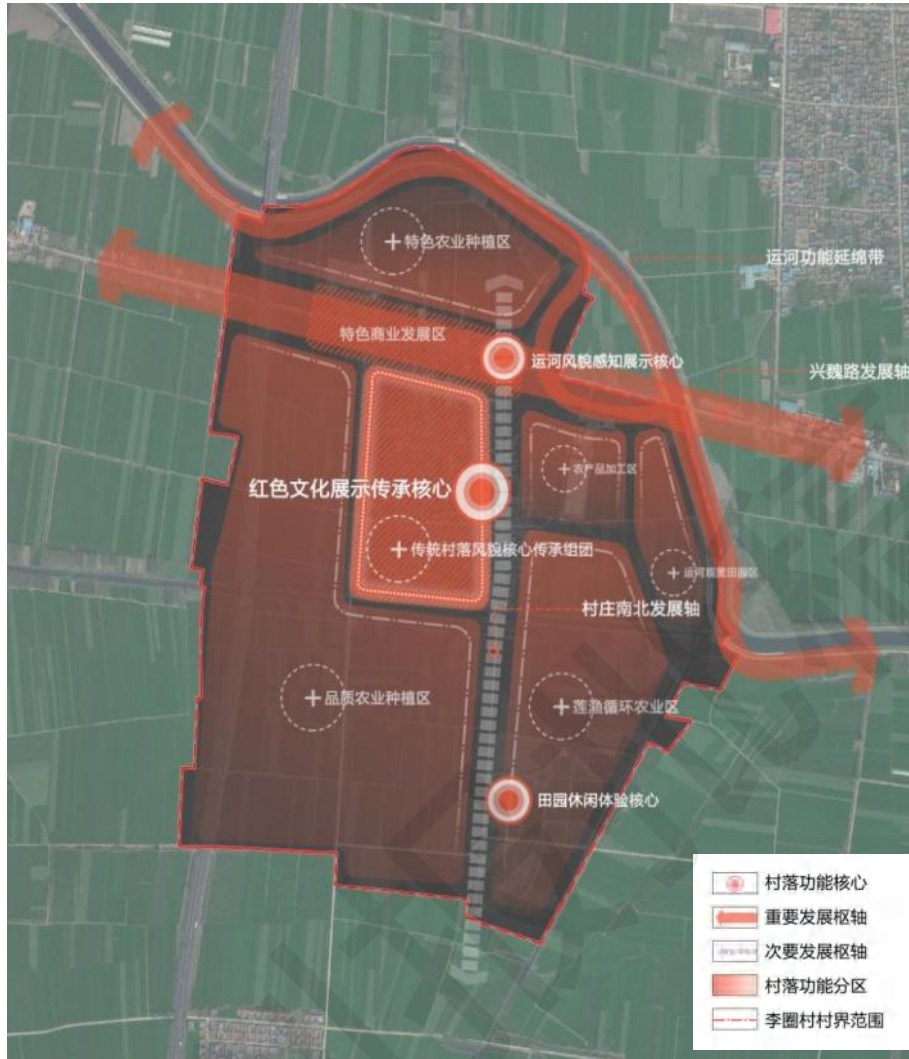 特色农业种植区
运河功能延绵带
特色商业发展区
运河风貌感知展示核心
兴魏路发展轴
农产品加工区
红色文化展示传承核心
传统村落风貌核心传承组团
运河观赏田园区
村庄南北发展轴
品质农业种植区
莲渔循环农业区
田园休闲体验核心
村落功能核心
重要发展枢轴
次要发展枢轴
村落功能分区
李圈村村界范围